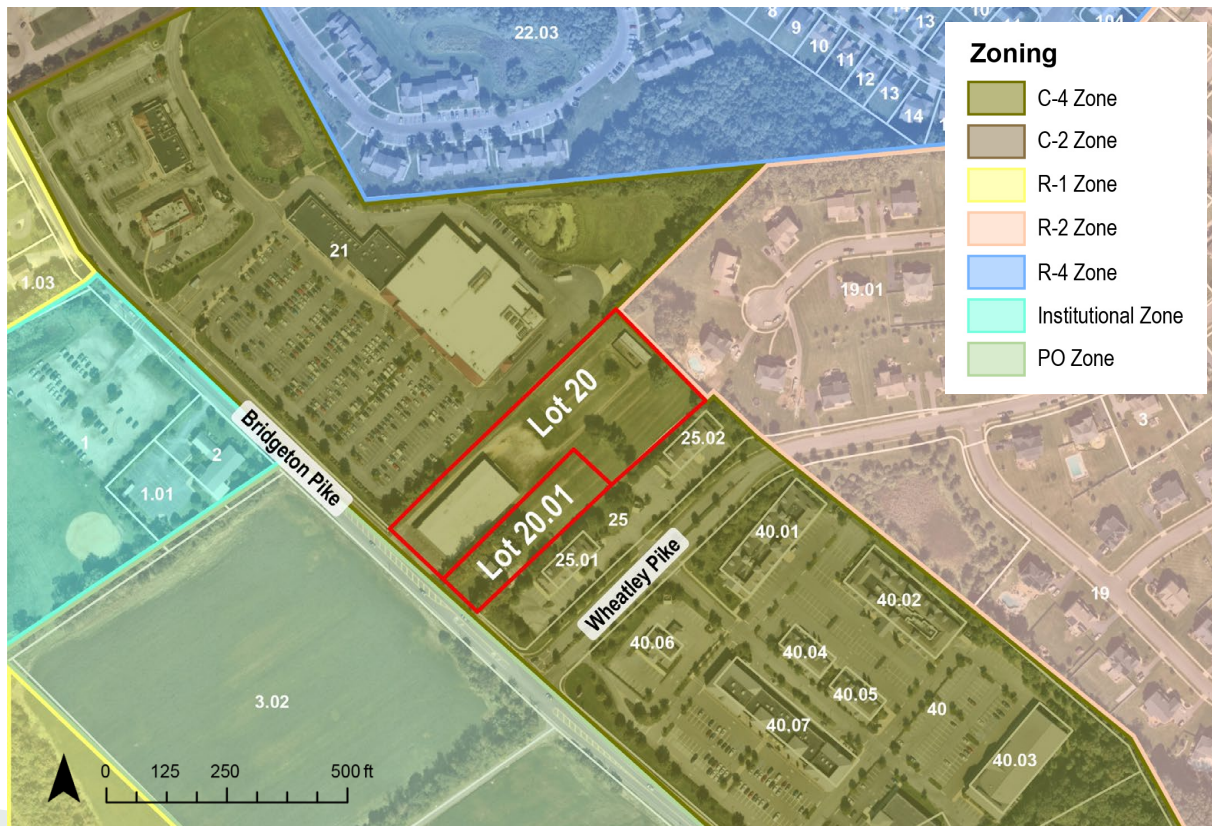 22.03
8
9
10
11
12
13
14
13
10
104
Zoning
C-4 Zone
C-2 Zone
R-1 Zone
R-2 Zone
R-4 Zone
Institutional Zone
PO Zone
21
1.03
19.01
3
Lot 20
25.02
Bridgeton Pike
1
2
1.01
Lot 20.01
25
25.01
40.01
Wheatley Pike
40.02
19
40.06
40.04
40.05
40
3.02
40.07
40.03
0 125 250 500 ft